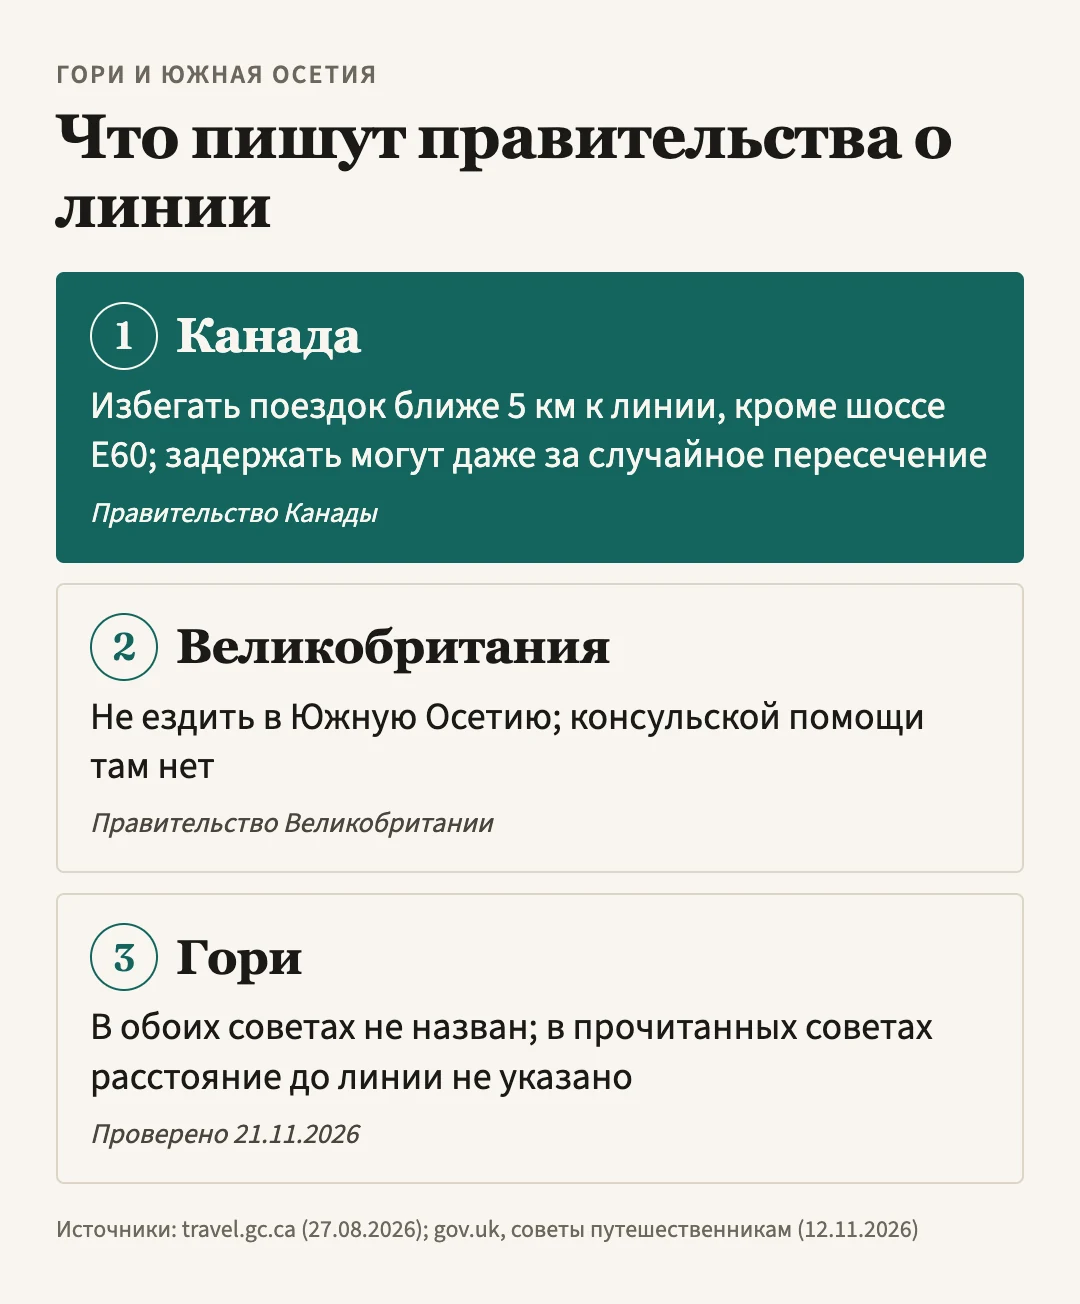 ГОРИ И ЮЖНАЯ ОСЕТИЯ
Что пишут правительства о
линии
1 Канада
Избегать поездок ближе 5 км к линии, кроме шоссе
E60; задержать могут даже за случайное пересечение
Правительство Канады
2 Великобритания
Не ездить в Южную Осетию; консульской помощи
там нет
Правительство Великобритании
3 Гори
В обоих советах не назван; в прочитанных советах
расстояние до линии не указано
Проверено 21.11.2026
Источники: travel.gc.ca (27.08.2026); gov.uk, советы путешественникам (12.11.2026)